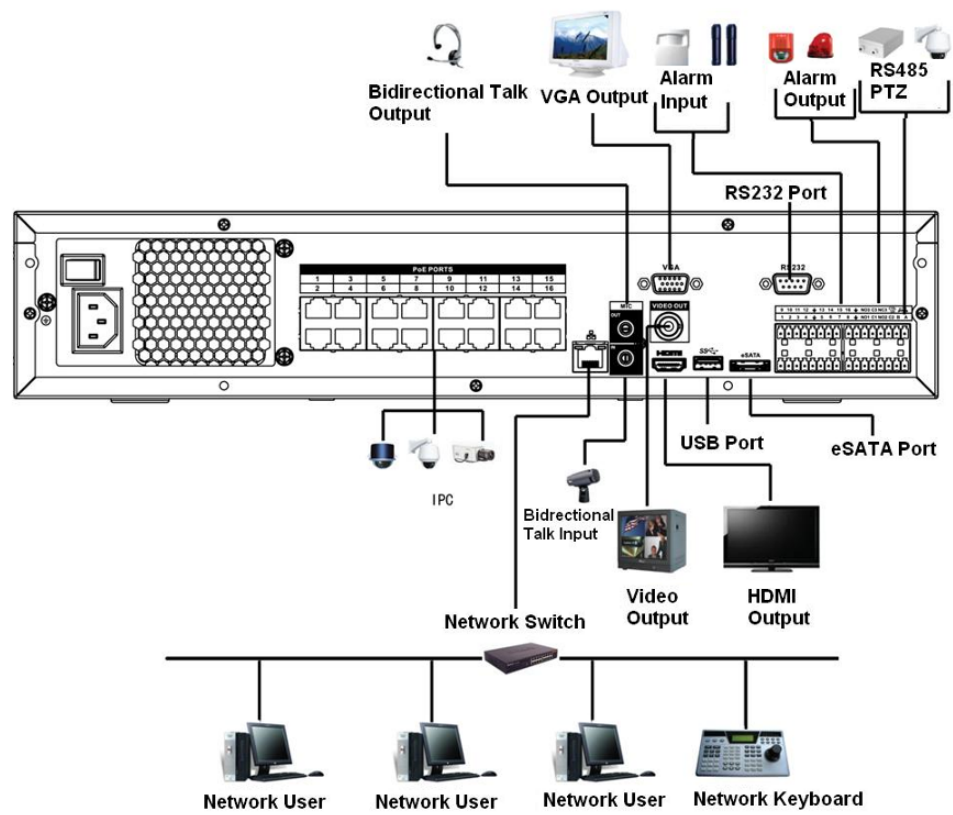 Bidirectional Talk
Output
VGA Output
Alarm
Input
Alarm
Output
RS485
PTZ
RS232 Port
PoE PORTS
1 3 5 7 9 11 13 15
2 4 6 8 10 12 14 16
VGA
RS232
MIC
OUT
IN
VIDEO OUT
HDMI
eSATA
USB Port
eSATA Port
IPC
Bidrectional
Talk Input
Video
Output
HDMI
Output
Network Switch
Network User
Network User
Network User
Network Keyboard